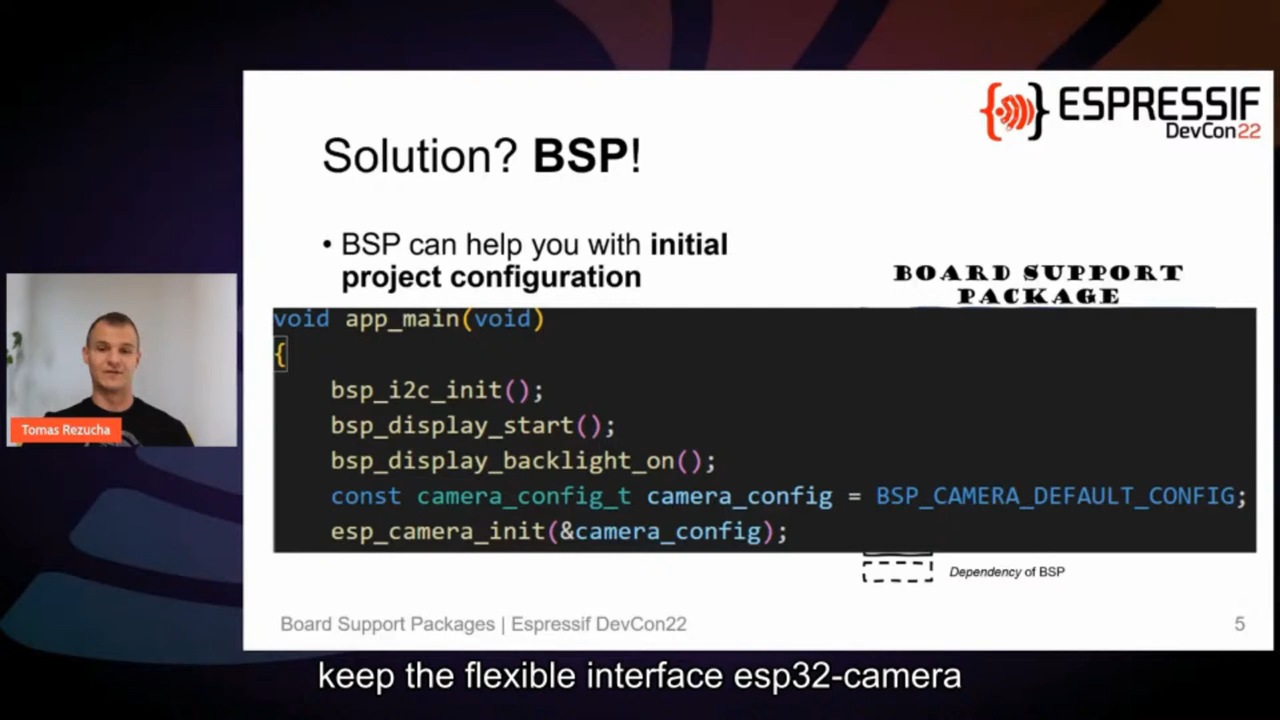 ESPRESSIF
DevCon22
Solution? BSP!
• BSP can help you with initial
project configuration
BOARD SUPPORT
PACKAGE
void app_main(void)
{
bsp_i2c_init();
bsp_display_start();
bsp_display_backlight_on();
const camera_config_t camera_config = BSP_CAMERA_DEFAULT_CONFIG;
esp_camera_init(&camera_config);
Dependency of BSP
Tomas Rezucha
Board Support Packages | Espressif DevCon22
5
keep the flexible interface esp32-camera